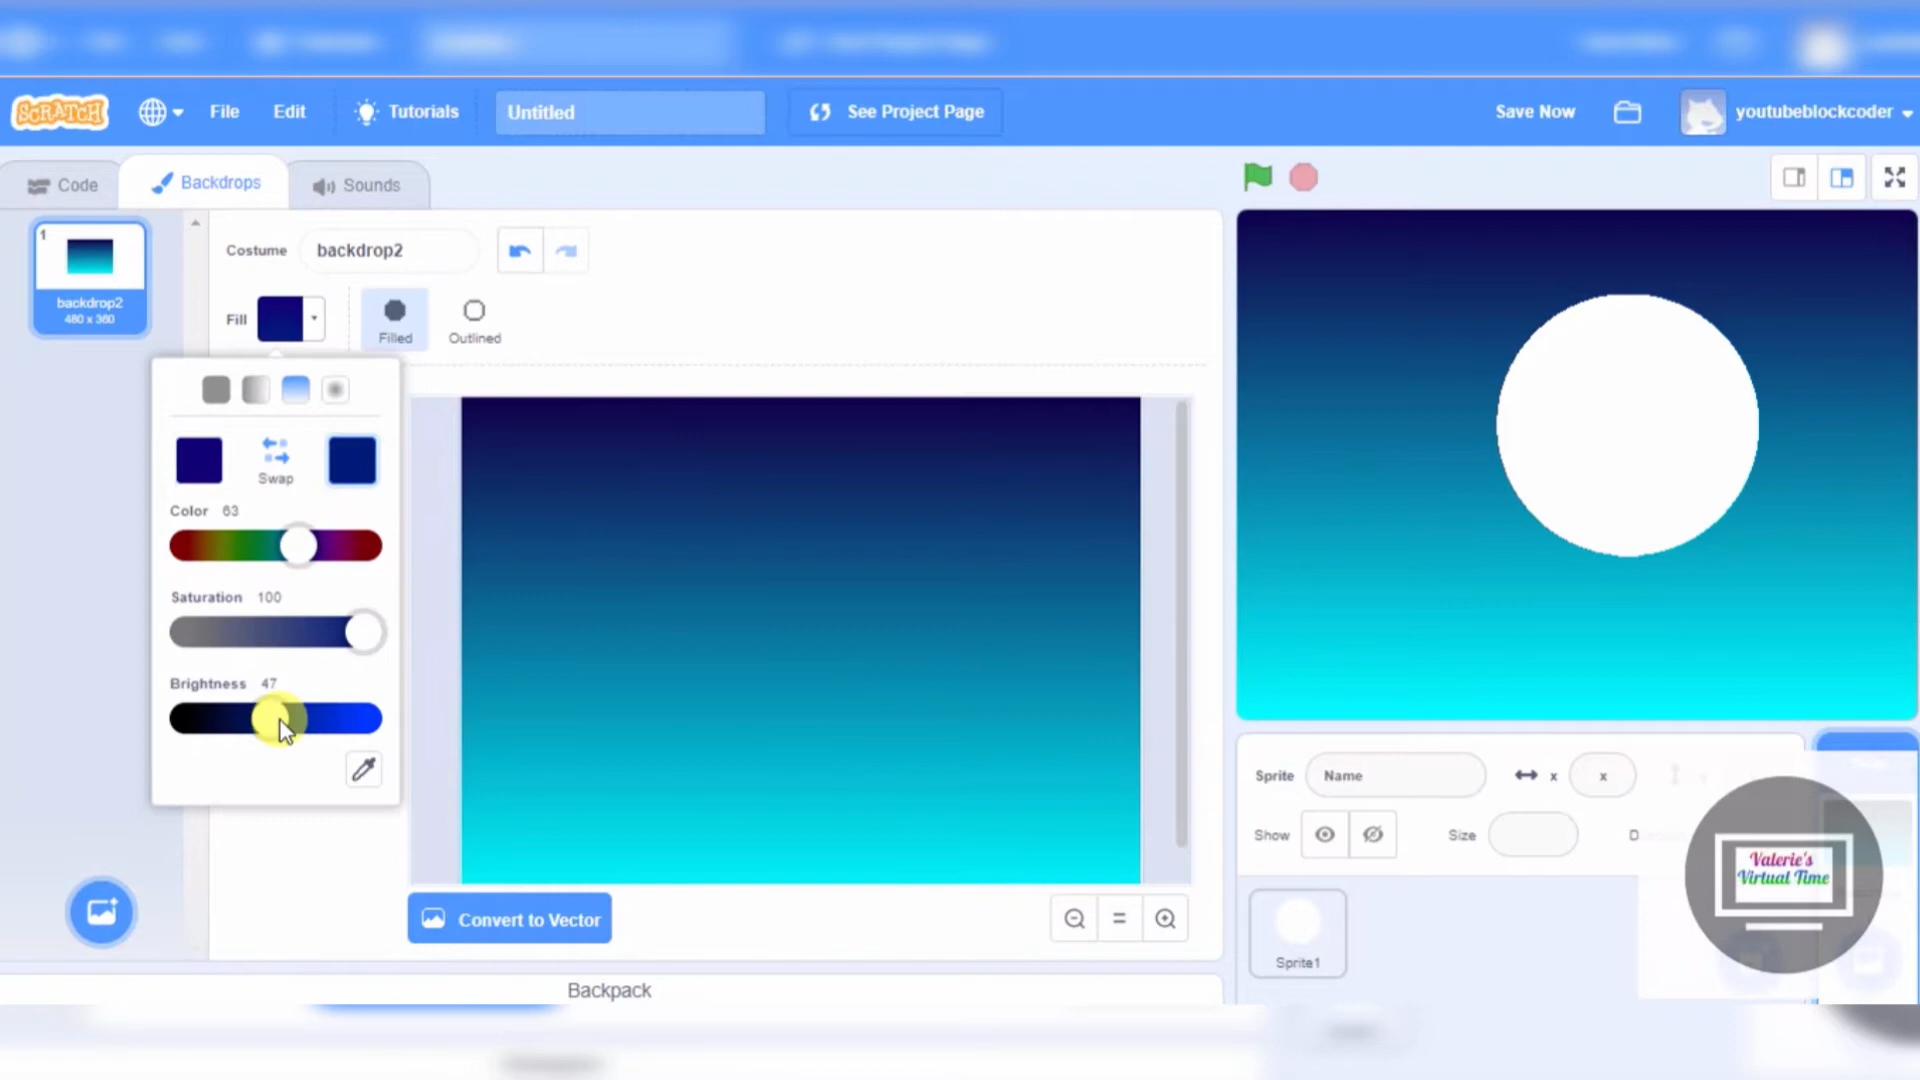 SCRATCH File Edit Tutorials Untitled See Project Page Save Now youtubeblockcoder
Code Backdrops Sounds
1
backdrop2
480 x 360
Costume backdrop2
Fill Filled Outlined
Swap
Color 63
Saturation 100
Brightness 47
Convert to Vector
Backpack
Sprite Name x x
Show Size
Sprite1
Valerie's
Virtual Time